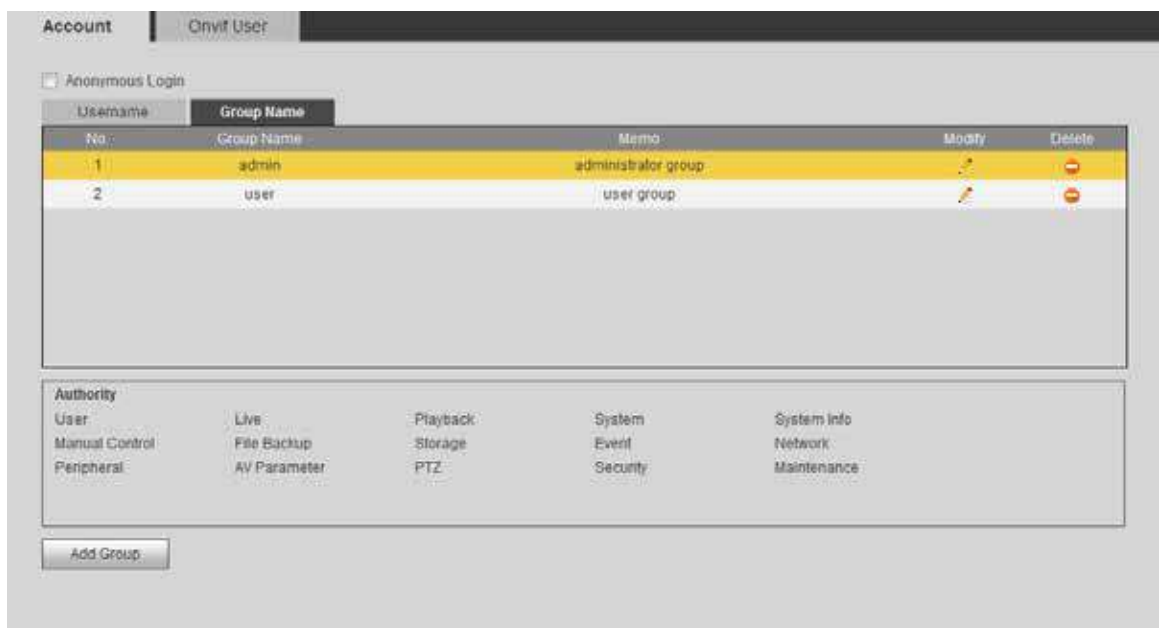 Account Onvif User
Anonymous Login
Username Group Name
No. Group Name Memo Modify Delete
1 admin administrator group
2 user user group
Authority
User Live Playback System System Info
Manual Control File Backup Storage Event Network
Peripheral AV Parameter PTZ Security Maintenance
Add Group